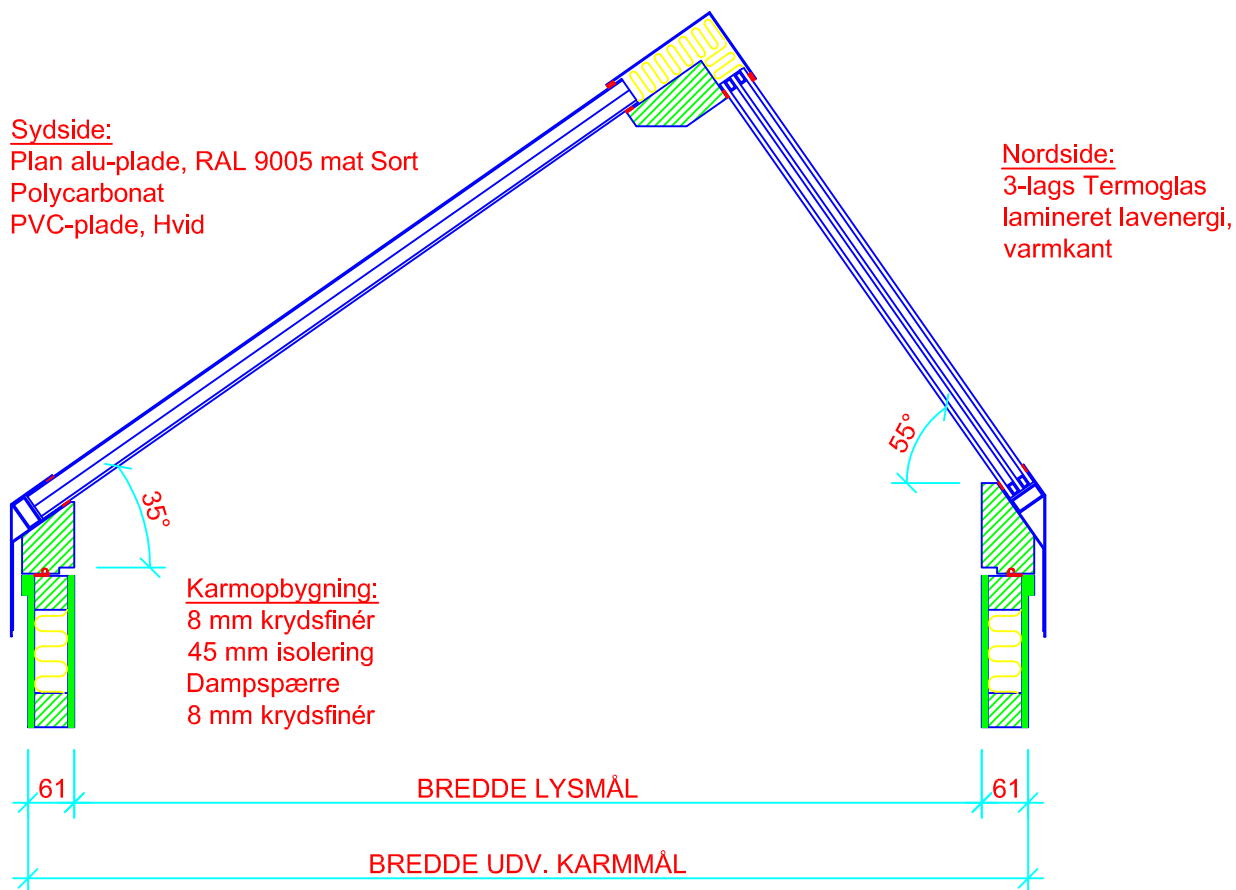 Sydside:
Plan alu-plade, RAL 9005 mat Sort
Polycarbonat
PVC-plade, Hvid
Nordside:
3-lags Termoglas
lamineret lavenergi,
varmkant
55°
35°
Karmopbygning:
8 mm krydsfinér
45 mm isolering
Dampspærre
8 mm krydsfinér
61
BREDDE LYSMÅL
61
BREDDE UDV. KARMMÅL